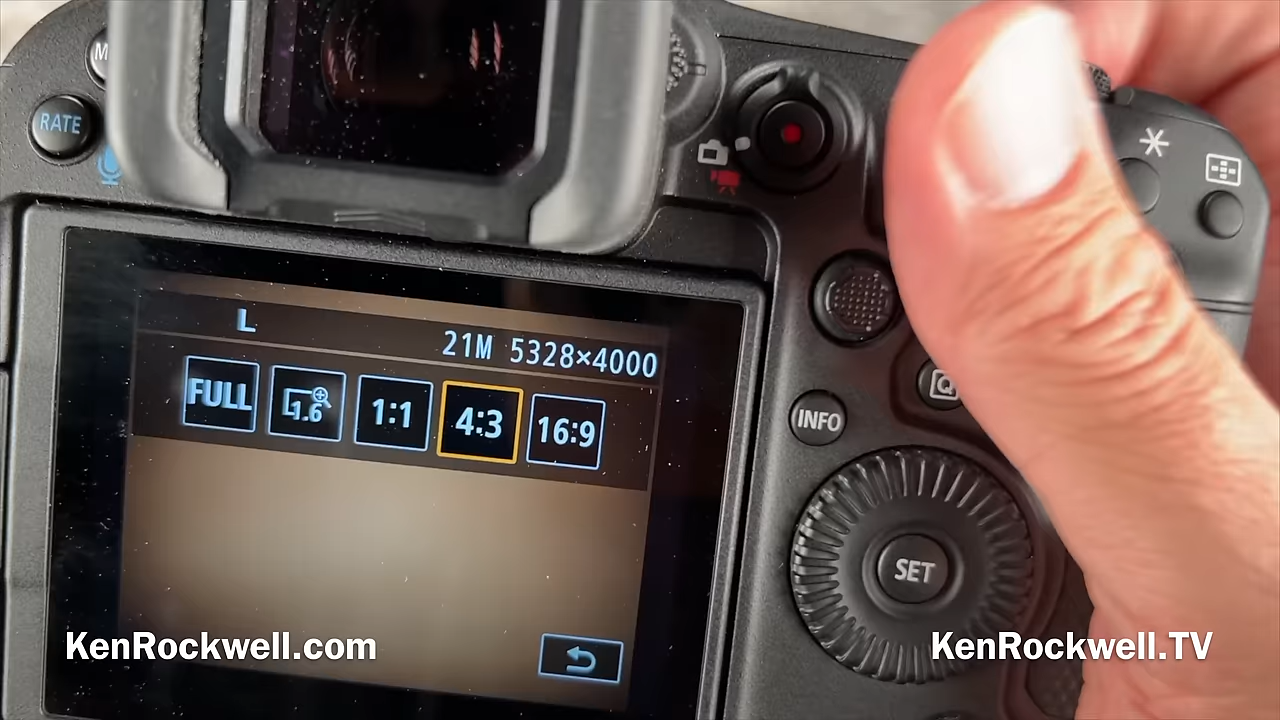 M
RATE
L
21M 5328×4000
FULL
1.6
1:1
4:3
16:9
Q
INFO
SET
KenRockwell.com
KenRockwell.TV